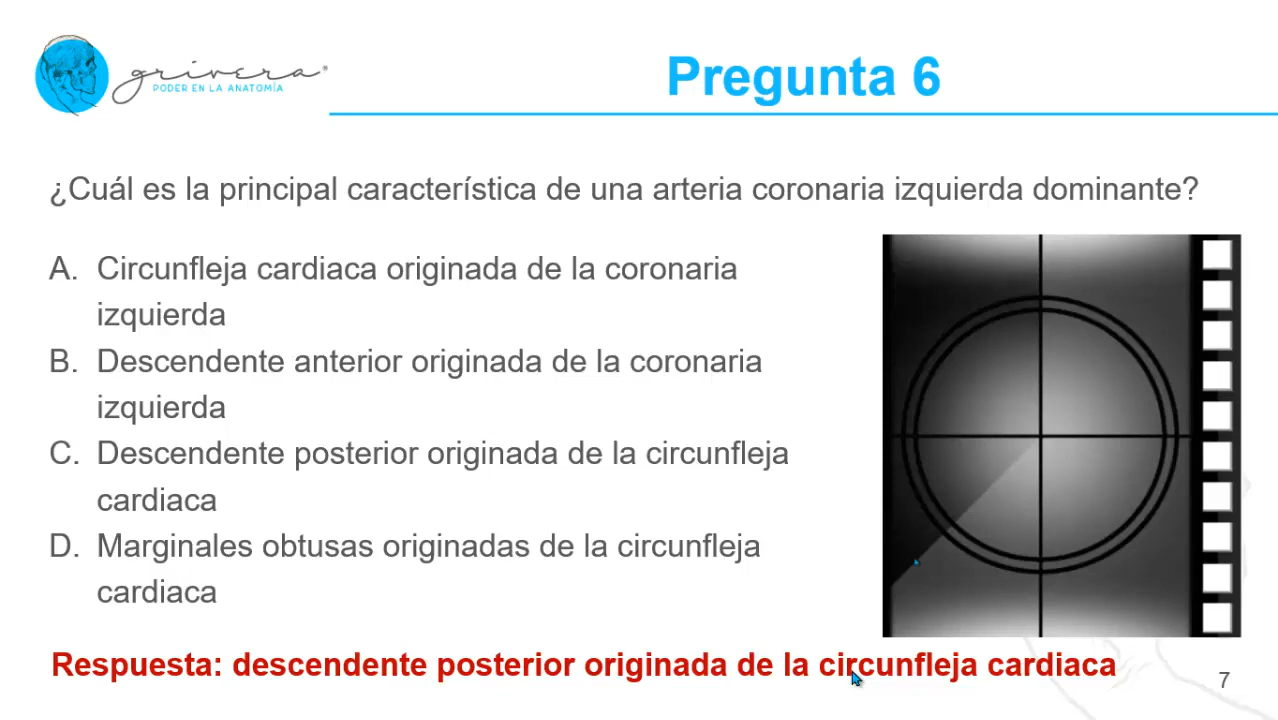 grivera®
PODER EN LA ANATOMÍA
Pregunta 6
¿Cuál es la principal característica de una arteria coronaria izquierda dominante?
A. Circunfleja cardiaca originada de la coronaria
izquierda
B. Descendente anterior originada de la coronaria
izquierda
C. Descendente posterior originada de la circunfleja
cardiaca
D. Marginales obtusas originadas de la circunfleja
cardiaca
Respuesta: descendente posterior originada de la circunfleja cardiaca
7